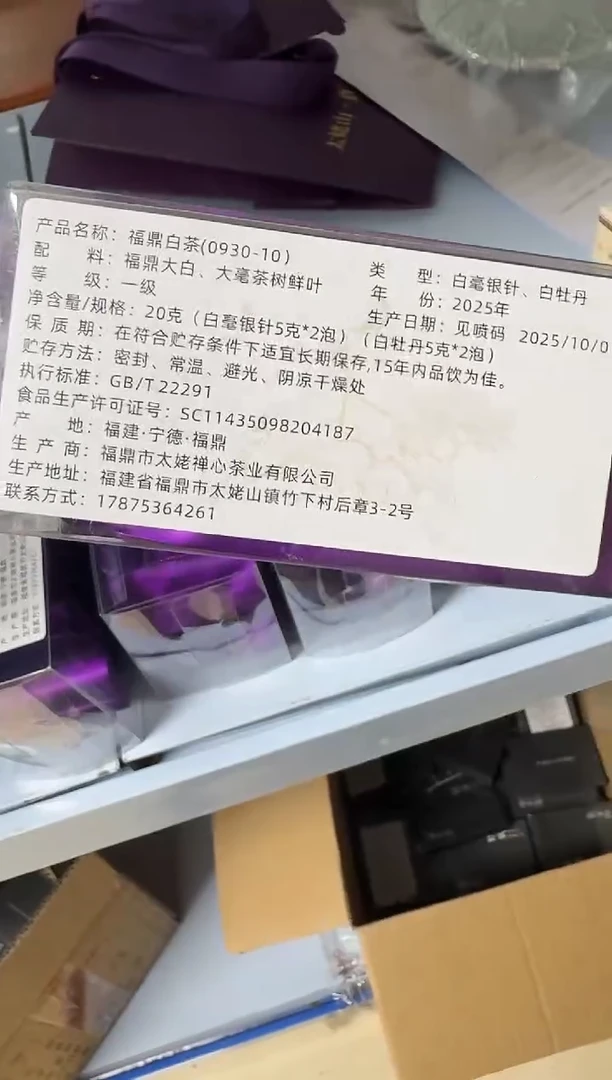 太姥山
产品名称：福鼎白茶(0930-10)
类　型：白毫银针、白牡丹
配　料：福鼎大白、大毫茶树鲜叶
年　份：2025年
等　级：一级
生产日期：见喷码 2025/10/0
净含量/规格：20克（白毫银针5克*2泡）（白牡丹5克*2泡）
保 质 期：在符合贮存条件下适宜长期保存,15年内品饮为佳。
贮存方法：密封、常温、避光、阴凉干燥处
执行标准：GB/T 22291
食品生产许可证号：SC11435098204187
产　地：福建·宁德·福鼎
生 产 商：福鼎市太姥禅心茶业有限公司
生产地址：福建省福鼎市太姥山镇竹下村后章3-2号
联系方式：17875364261